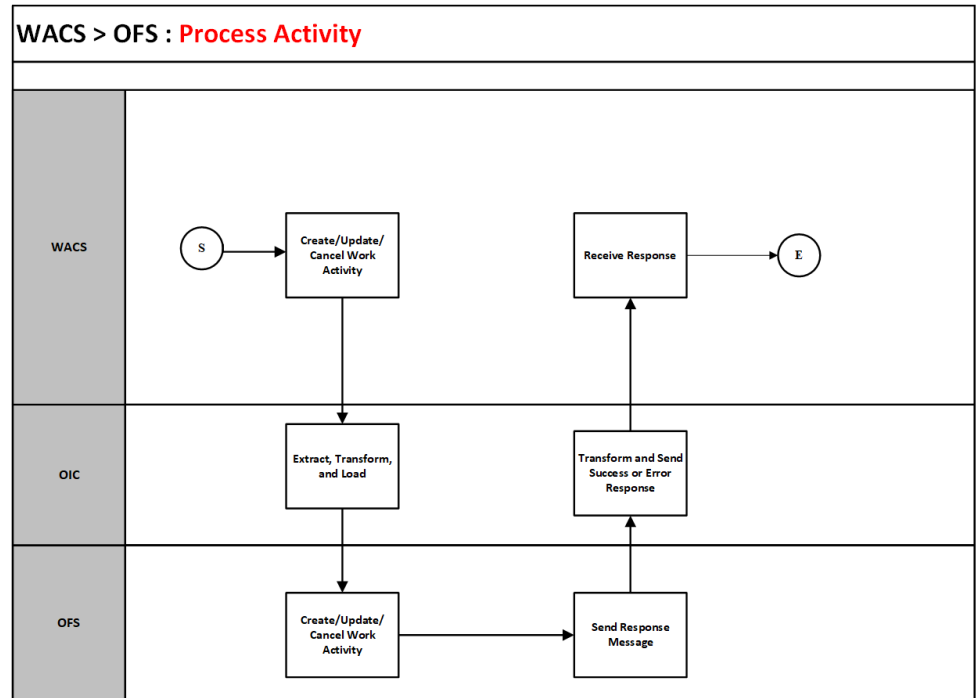 WACS > OFS : Process Activity
WACS
S
Create/Update/
Cancel Work
Activity
Receive Response
E
OIC
Extract, Transform,
and Load
Transform and Send
Success or Error
Response
OFS
Create/Update/
Cancel Work
Activity
Send Response
Message